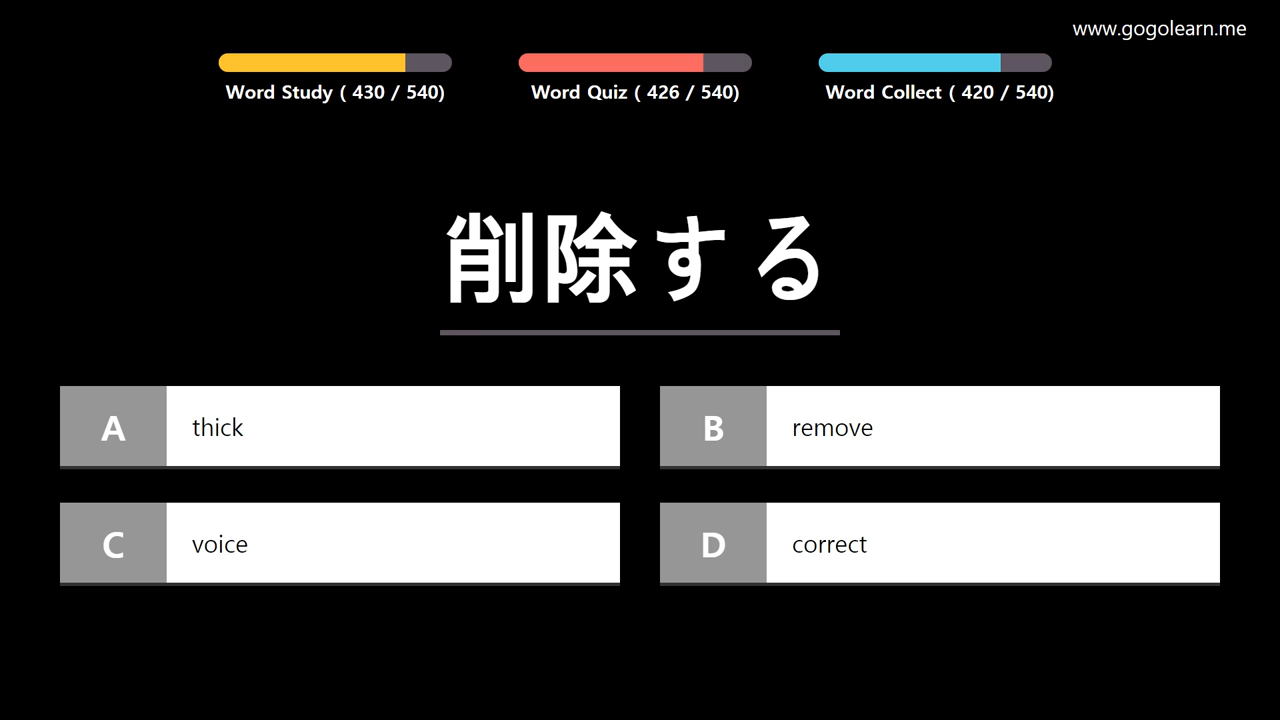 www.gogolearn.me
Word Study ( 430 / 540)
Word Quiz ( 426 / 540)
Word Collect ( 420 / 540)
削除する
A thick
B remove
C voice
D correct